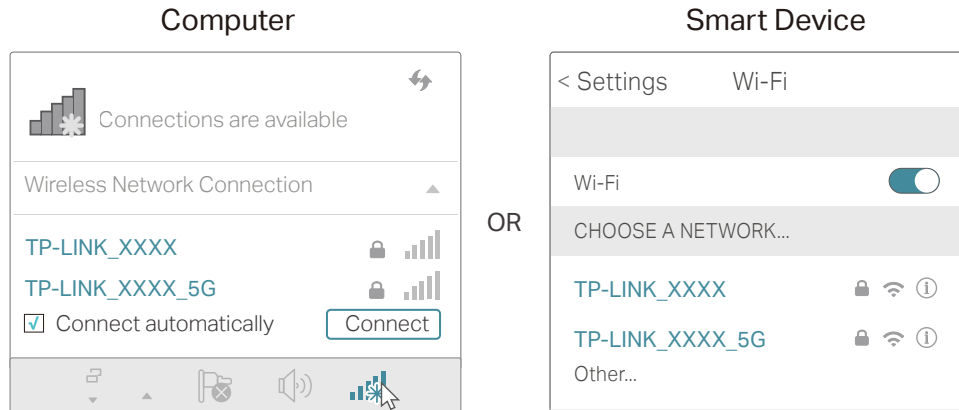 Computer
Connections are available
Wireless Network Connection
TP-LINK_XXXX
TP-LINK_XXXX_5G
Connect automatically
Connect
OR
Smart Device
< Settings
Wi-Fi
Wi-Fi
CHOOSE A NETWORK...
TP-LINK_XXXX
TP-LINK_XXXX_5G
Other...